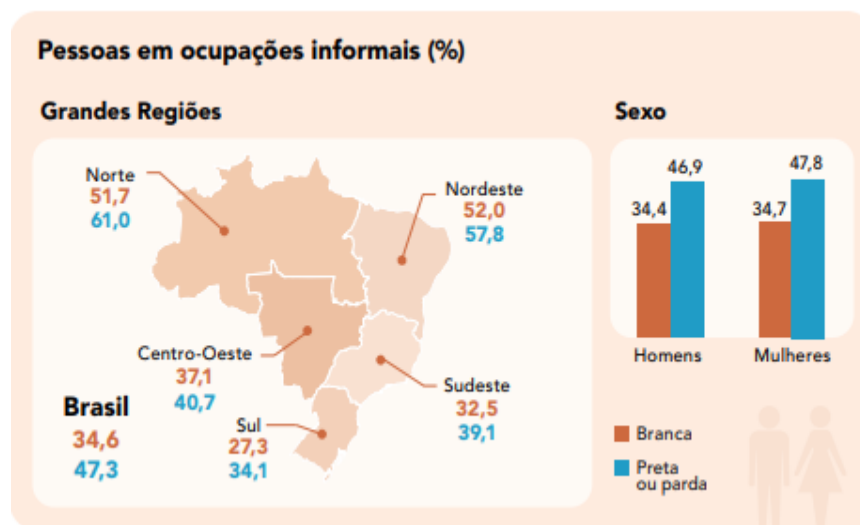 Pessoas em ocupações informais (%)
Grandes Regiões
Norte
51,7
61,0
Nordeste
52,0
57,8
Centro-Oeste
37,1
40,7
Sudeste
32,5
39,1
Sul
27,3
34,1
Brasil
34,6
47,3
Sexo
34,4
46,9
34,7
47,8
Homens
Mulheres
Branca
Preta
ou parda